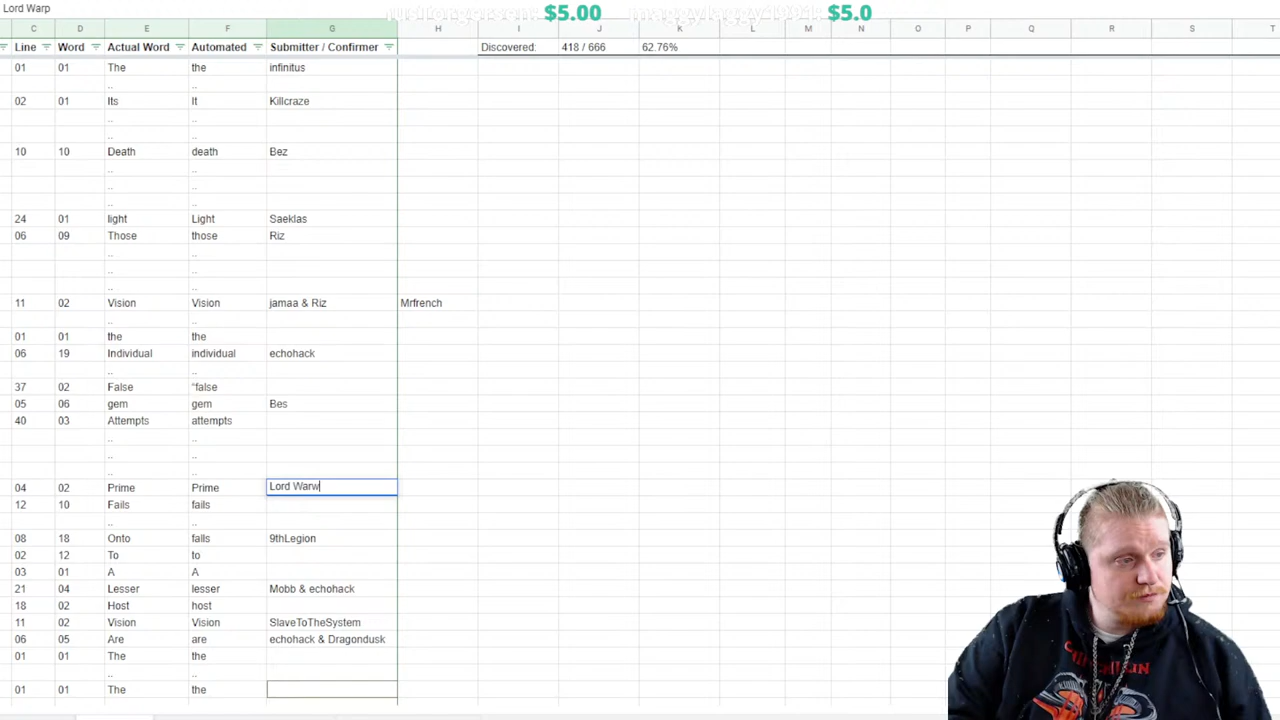 Lord Warp
$5.00 $5.0
C D E F G H I J K L M N O P Q R S T
Line Word Actual Word Automated Submitter / Confirmer Discovered: 418 / 666 62.76%
01 01 The the infinitus
.. ..
02 01 Its It Killcraze
.. ..
.. ..
10 10 Death death Bez
.. ..
.. ..
.. ..
24 01 light Light Saeklas
06 09 Those those Riz
.. ..
.. ..
.. ..
11 02 Vision Vision jamaa & Riz Mrfrench
.. ..
01 01 the the
06 19 Individual individual echohack
.. ..
37 02 False “false
05 06 gem gem Bes
40 03 Attempts attempts
.. ..
.. ..
.. ..
04 02 Prime Prime Lord Warw
12 10 Fails fails
.. ..
08 18 Onto falls 9thLegion
02 12 To to
03 01 A A
21 04 Lesser lesser Mobb & echohack
18 02 Host host
11 02 Vision Vision SlaveToTheSystem
06 05 Are are echohack & Dragondusk
01 01 The the
.. ..
01 01 The the